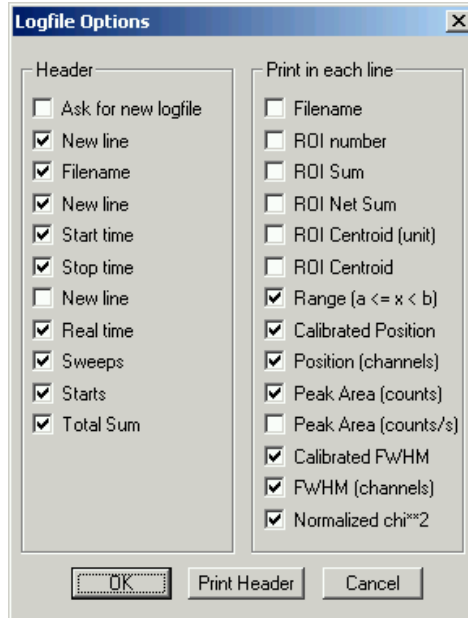 Logfile Options
Header
Ask for new logfile
New line
Filename
New line
Start time
Stop time
New line
Real time
Sweeps
Starts
Total Sum
Print in each line
Filename
ROI number
ROI Sum
ROI Net Sum
ROI Centroid (unit)
ROI Centroid
Range (a <= x < b)
Calibrated Position
Position (channels)
Peak Area (counts)
Peak Area (counts/s)
Calibrated FWHM
FWHM (channels)
Normalized chi**2
OK
Print Header
Cancel